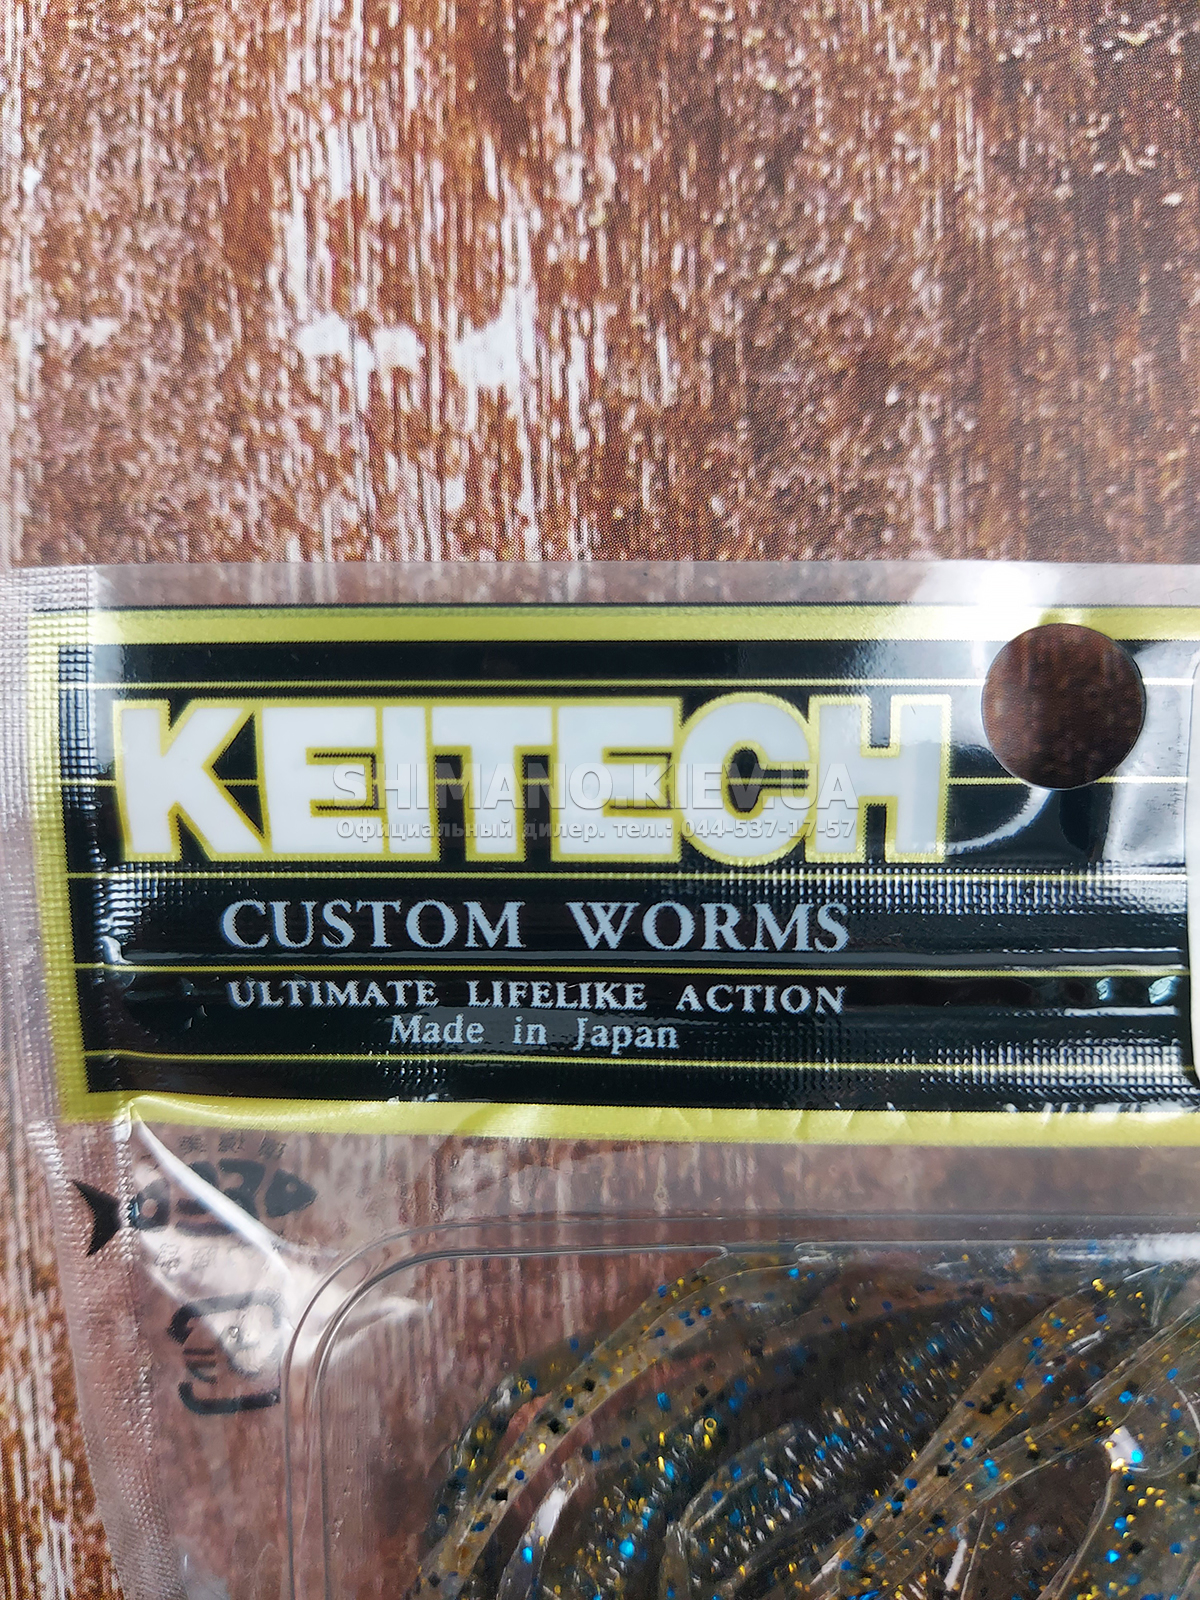 KEITECH
SHIMANO.KIEV.UA
Официальный дилер. тел.: 044-537-17-57
CUSTOM WORMS
ULTIMATE LIFELIKE ACTION
Made in Japan